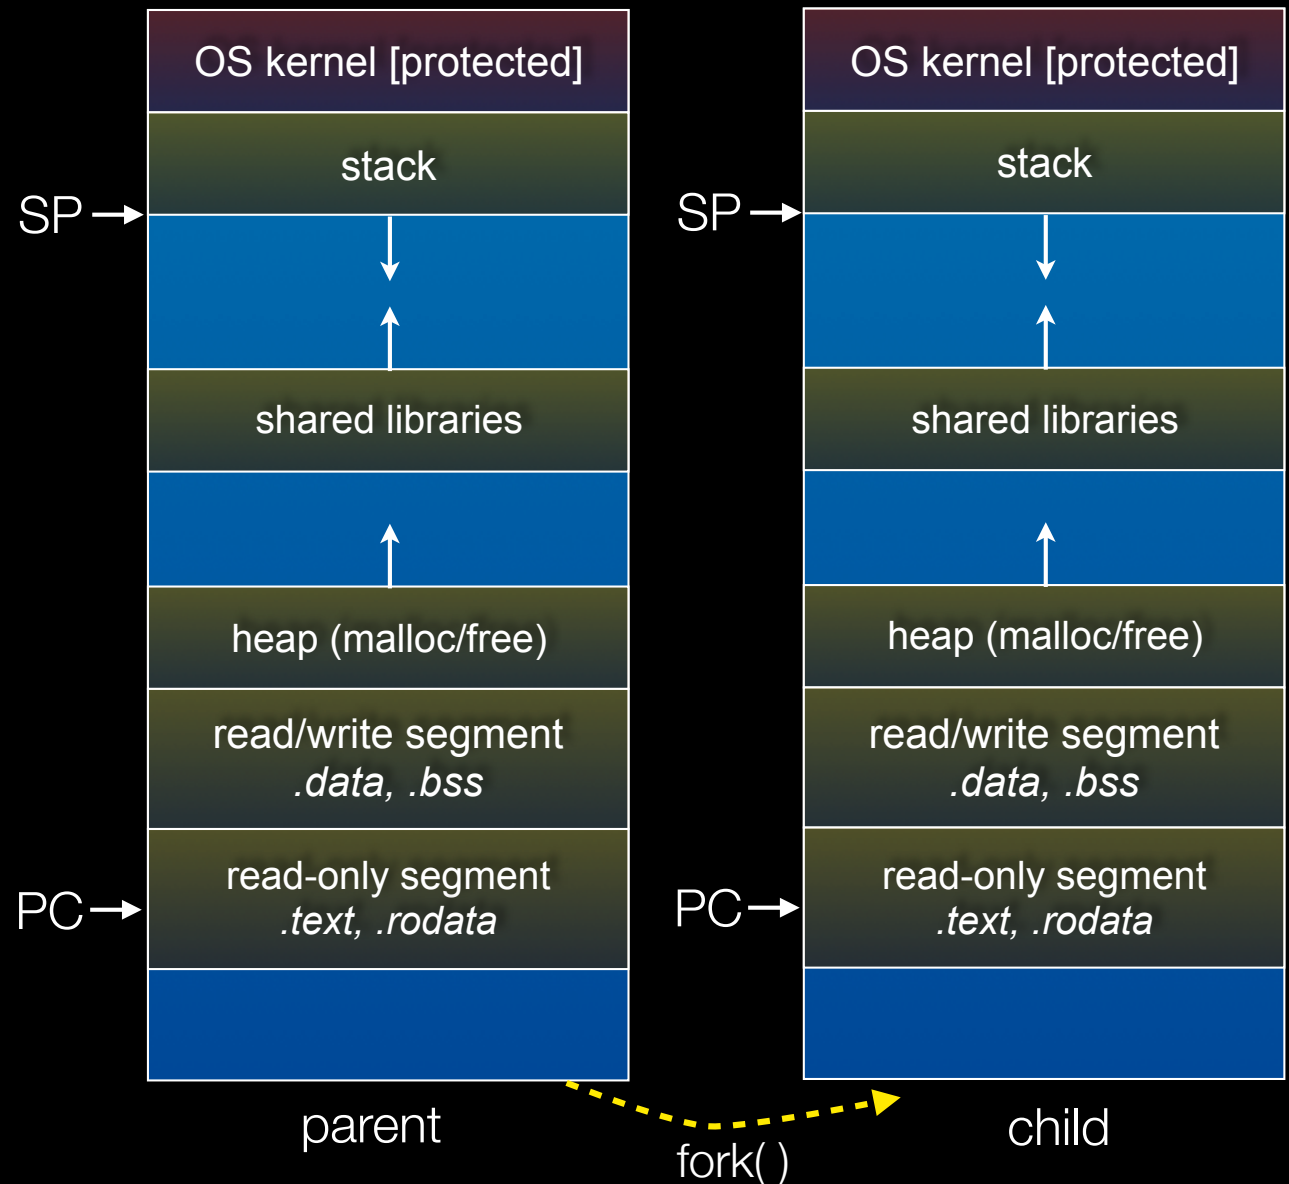 OS kernel [protected]
stack
SP
shared libraries
heap (malloc/free)
read/write segment
.data, .bss
read-only segment
.text, .rodata
PC
parent
OS kernel [protected]
stack
SP
shared libraries
heap (malloc/free)
read/write segment
.data, .bss
read-only segment
.text, .rodata
PC
child
fork( )